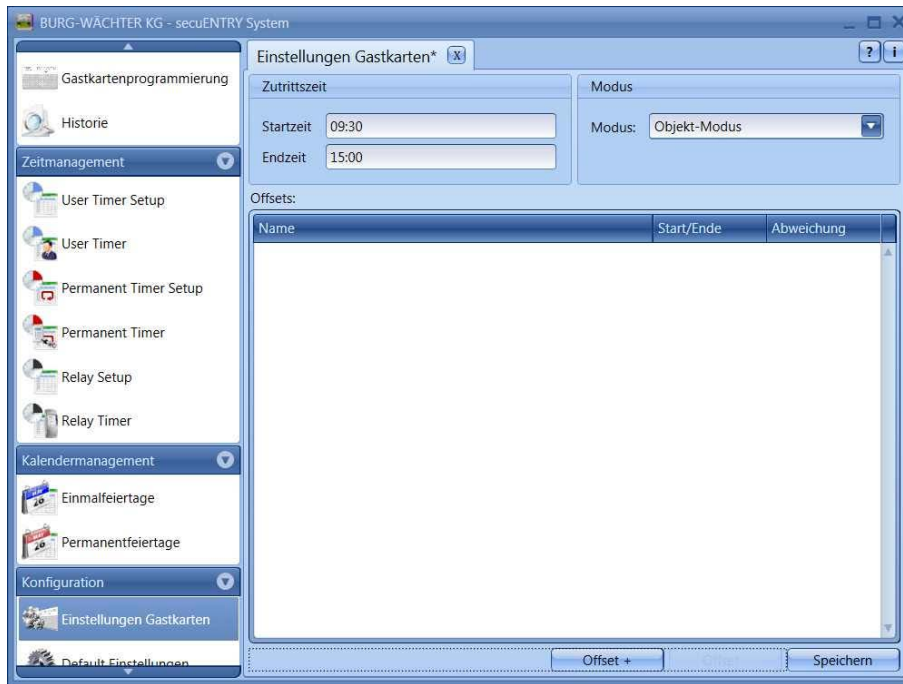 BURG-WÄCHTER KG - secuENTRY System
Gastkartenprogrammierung
Historie
Zeitmanagement
User Timer Setup
User Timer
Permanent Timer Setup
Permanent Timer
Relay Setup
Relay Timer
Kalendermanagement
Einmalfeiertage
Permanentfeiertage
Konfiguration
Einstellungen Gastkarten
Default Einstellungen
Einstellungen Gastkarten* X
? i
Zutrittszeit
Startzeit 09:30
Endzeit 15:00
Modus
Modus: Objekt-Modus
Offsets:
Name Start/Ende Abweichung
Offset + Speichern